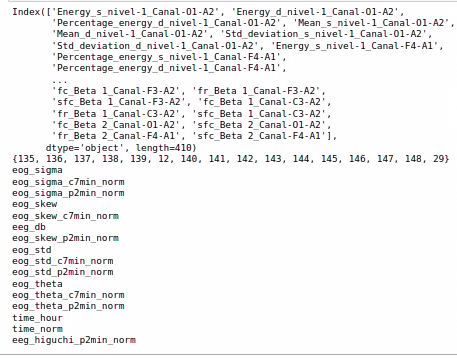 Index(['Energy_s_nivel-1_Canal-O1-A2', 'Energy_d_nivel-1_Canal-O1-A2',
'Percentage_energy_d_nivel-1_Canal-O1-A2', 'Mean_s_nivel-1_Canal-O1-A2',
'Mean_d_nivel-1_Canal-O1-A2', 'Std_deviation_s_nivel-1_Canal-O1-A2',
'Std_deviation_d_nivel-1_Canal-O1-A2', 'Energy_s_nivel-1_Canal-F4-A1',
'Percentage_energy_s_nivel-1_Canal-F4-A1',
'Percentage_energy_d_nivel-1_Canal-F4-A1',
...
'fc_Beta 1_Canal-F3-A2', 'fr_Beta 1_Canal-F3-A2',
'sfc_Beta 1_Canal-F3-A2', 'fc_Beta 1_Canal-C3-A2',
'fr_Beta 1_Canal-C3-A2', 'sfc_Beta 1_Canal-C3-A2',
'fc_Beta 2_Canal-O1-A2', 'sfc_Beta 2_Canal-O1-A2',
'fr_Beta 2_Canal-F4-A1', 'sfc_Beta 2_Canal-F4-A1'],
dtype='object', length=410)
{135, 136, 137, 138, 139, 12, 140, 141, 142, 143, 144, 145, 146, 147, 148, 29}
eog_sigma
eog_sigma_c7min_norm
eog_sigma_p2min_norm
eog_skew
eog_skew_c7min_norm
eeg_db
eog_skew_p2min_norm
eog_std
eog_std_c7min_norm
eog_std_p2min_norm
eog_theta
eog_theta_c7min_norm
eog_theta_p2min_norm
time_hour
time_norm
eeg_higuchi_p2min_norm